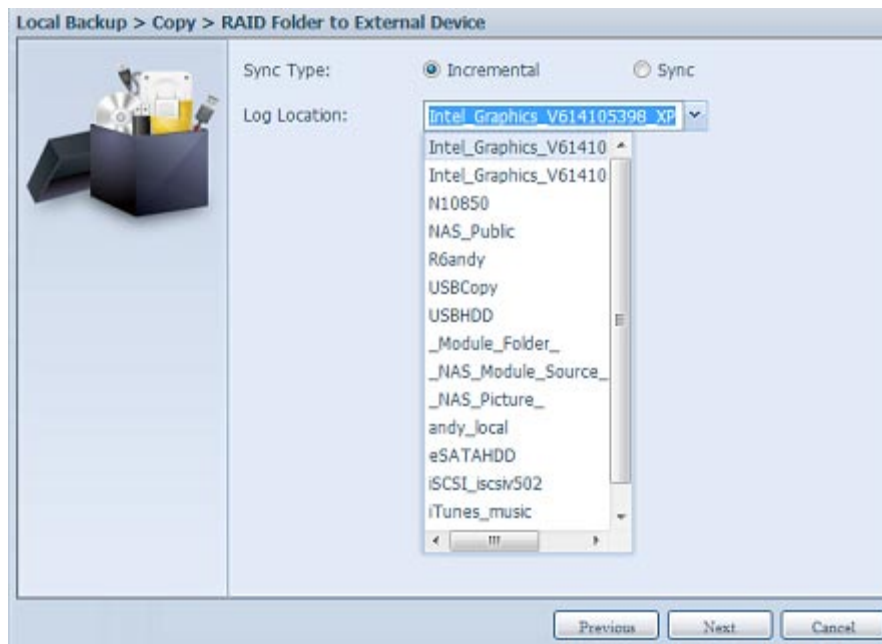 Local Backup > Copy > RAID Folder to External Device
Sync Type: Incremental Sync
Log Location: Intel_Graphics_V614105398_XP
Intel_Graphics_V61410
Intel_Graphics_V61410
N10850
NAS_Public
R6andy
USBCopy
USBHDD
_Module_Folder_
_NAS_Module_Source_
_NAS_Picture_
andy_local
eSATAHDD
iSCSI_iscsiv502
iTunes_music
Previous Next Cancel